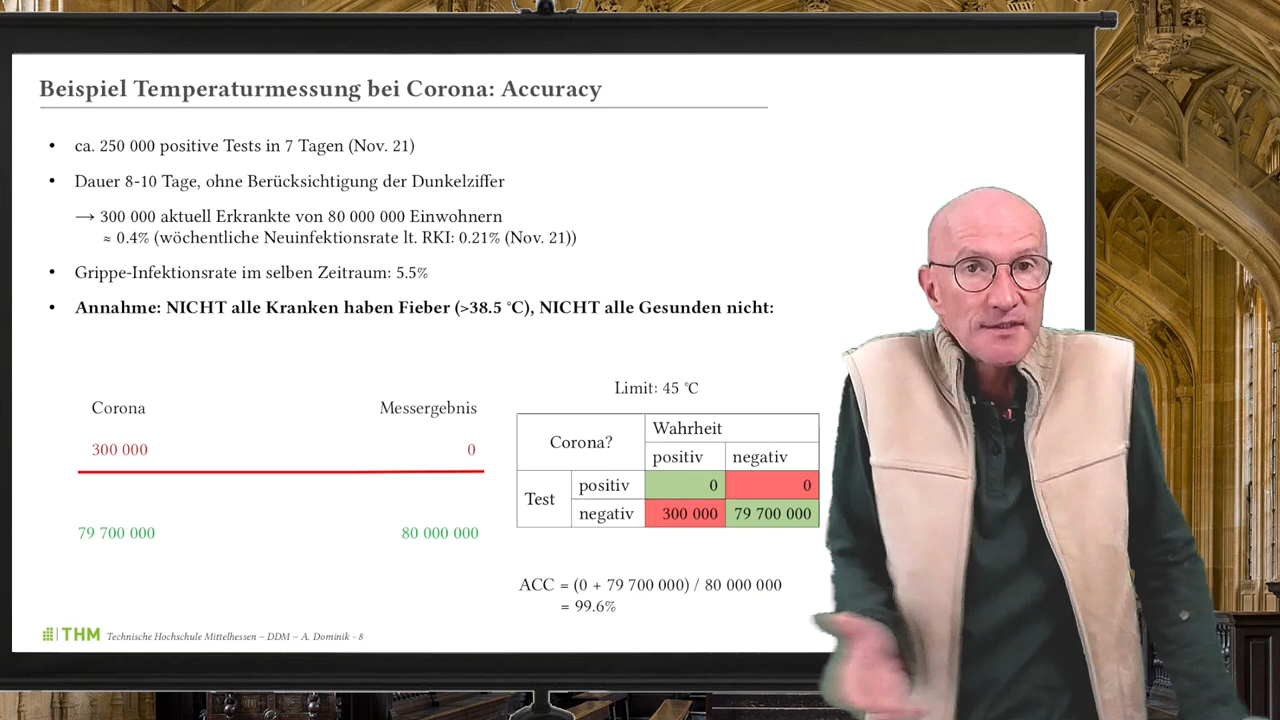 Beispiel Temperaturmessung bei Corona: Accuracy
• ca. 250 000 positive Tests in 7 Tagen (Nov. 21)
• Dauer 8-10 Tage, ohne Berücksichtigung der Dunkelziffer
→ 300 000 aktuell Erkrankte von 80 000 000 Einwohnern
≈ 0.4% (wöchentliche Neuinfektionsrate lt. RKI: 0.21% (Nov. 21))
• Grippe-Infektionsrate im selben Zeitraum: 5.5%
• Annahme: NICHT alle Kranken haben Fieber (>38.5 °C), NICHT alle Gesunden nicht:
Corona Messergebnis
300 000 0
79 700 000 80 000 000
Limit: 45 °C
Corona? Wahrheit
positiv negativ
Test positiv 0 0
negativ 300 000 79 700 000
ACC = (0 + 79 700 000) / 80 000 000
= 99.6%
THM Technische Hochschule Mittelhessen – DDM – A. Dominik - 8